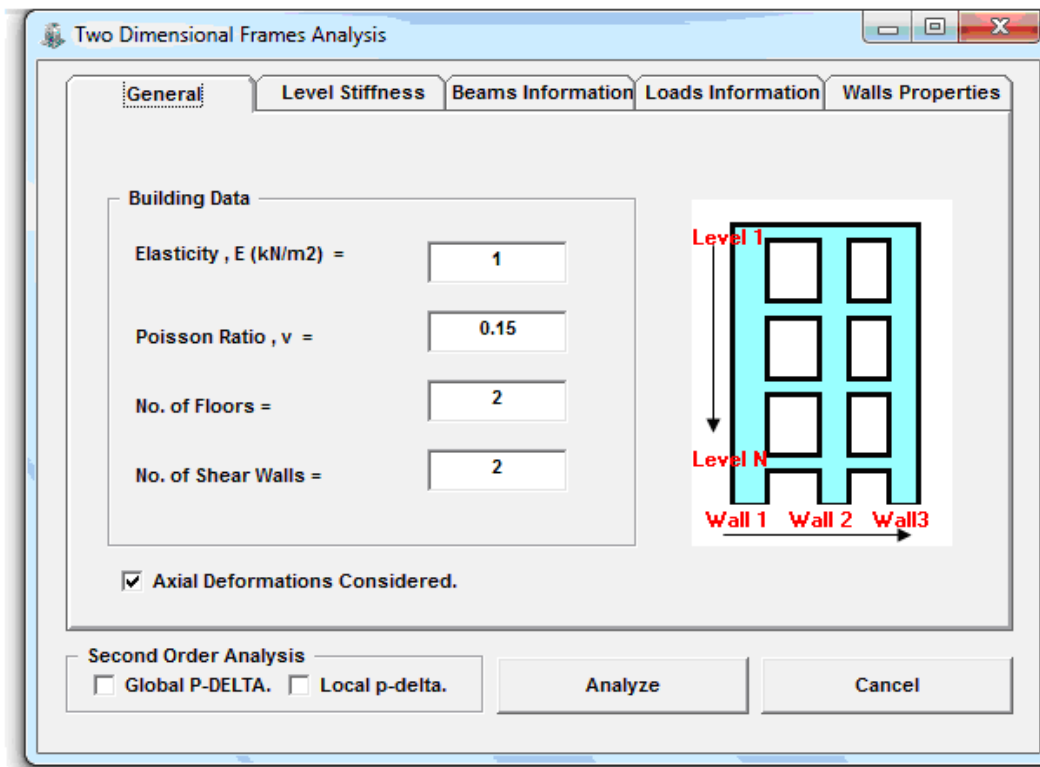 Two Dimensional Frames Analysis
General Level Stiffness Beams Information Loads Information Walls Properties
Building Data
Elasticity , E (kN/m2) = 1
Poisson Ratio , v = 0.15
No. of Floors = 2
No. of Shear Walls = 2
Level 1
Level N
Wall 1 Wall 2 Wall3
Axial Deformations Considered.
Second Order Analysis
Global P-DELTA. Local p-delta.
Analyze
Cancel